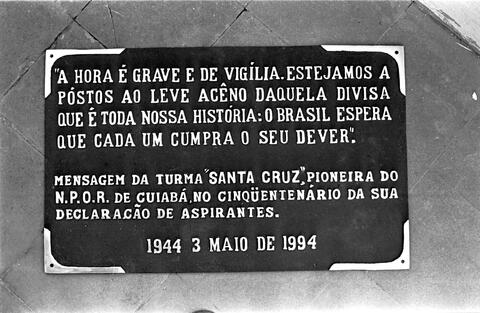 "A HORA É GRAVE E DE VIGÍLIA. ESTEJAMOS A
PÓSTOS AO LEVE ACÊNO DAQUELA DIVISA
QUE É TODA NOSSA HISTÓRIA: O BRASIL ESPERA
QUE CADA UM CUMPRA O SEU DEVER".
MENSAGEM DA TURMA "SANTA CRUZ", PIONEIRA DO
N.P.O.R. DE CUIABÁ, NO CINQÜENTENÁRIO DA SUA
DECLARAÇÃO DE ASPIRANTES.
1944 3 MAIO DE 1994